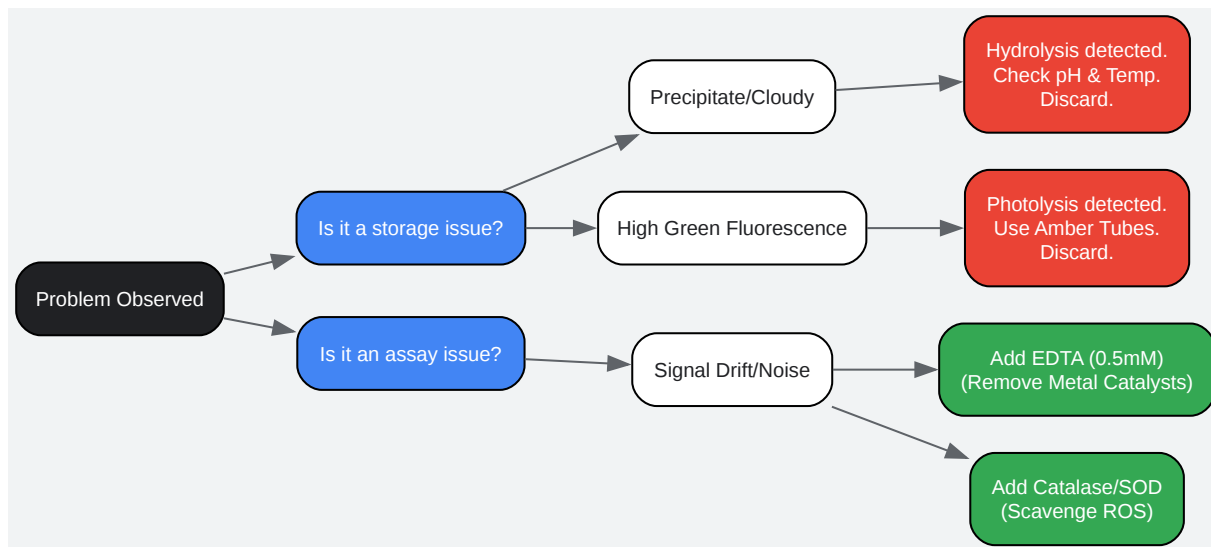 Problem Observed
Is it a storage issue?
Is it an assay issue?
Precipitate/Cloudy
High Green Fluorescence
Signal Drift/Noise
Hydrolysis detected.
Check pH & Temp.
Discard.
Photolysis detected.
Use Amber Tubes.
Discard.
Add EDTA (0.5mM)
(Remove Metal Catalysts)
Add Catalase/SOD
(Scavenge ROS)